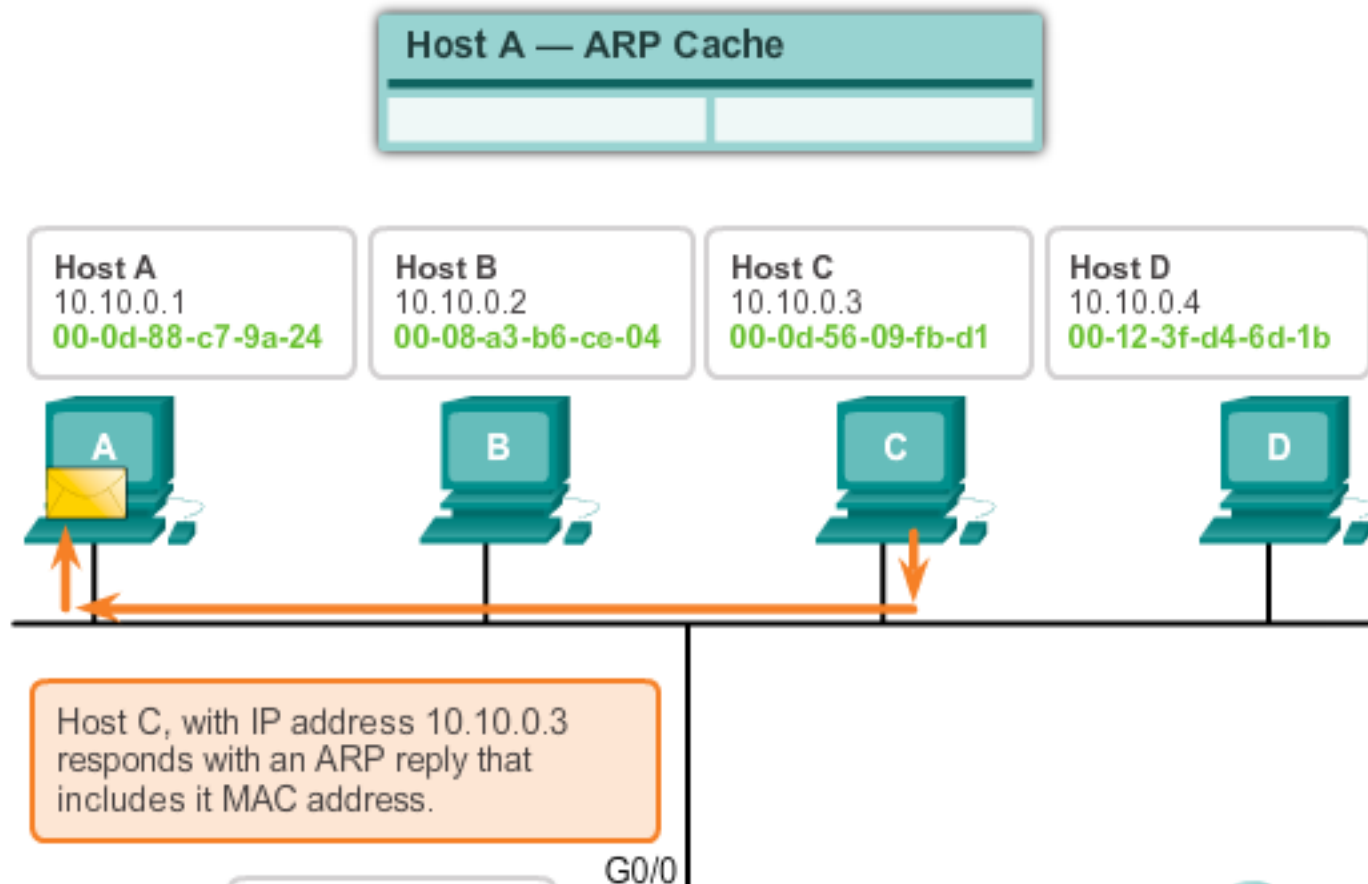 Host A — ARP Cache
Host A
10.10.0.1
00-0d-88-c7-9a-24
Host B
10.10.0.2
00-08-a3-b6-ce-04
Host C
10.10.0.3
00-0d-56-09-fb-d1
Host D
10.10.0.4
00-12-3f-d4-6d-1b
A
B
C
D
Host C, with IP address 10.10.0.3
responds with an ARP reply that
includes it MAC address.
G0/0